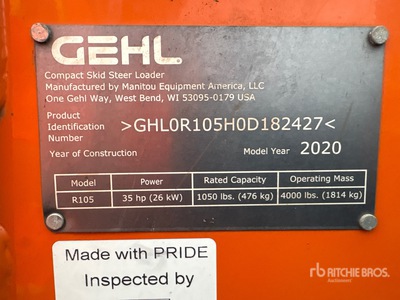 GEHL
Compact Skid Steer Loader
Manufactured by Manitou Equipment America, LLC
One Gehl Way, West Bend, WI 53095-0179 USA
Product
Identification >GHL0R105H0D182427<
Number
Year of Construction Model Year 2020
Model Power Rated Capacity Operating Mass
R105 35 hp (26 kW) 1050 lbs. (476 kg) 4000 lbs. (1814 kg)
Made with PRIDE
Inspected by
rb RITCHIE BROS.
Auctioneers